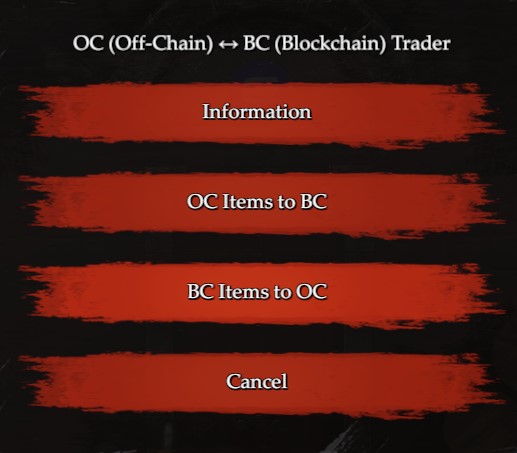 OC (Off-Chain) ↔ BC (Blockchain) Trader
Information
OC Items to BC
BC Items to OC
Cancel